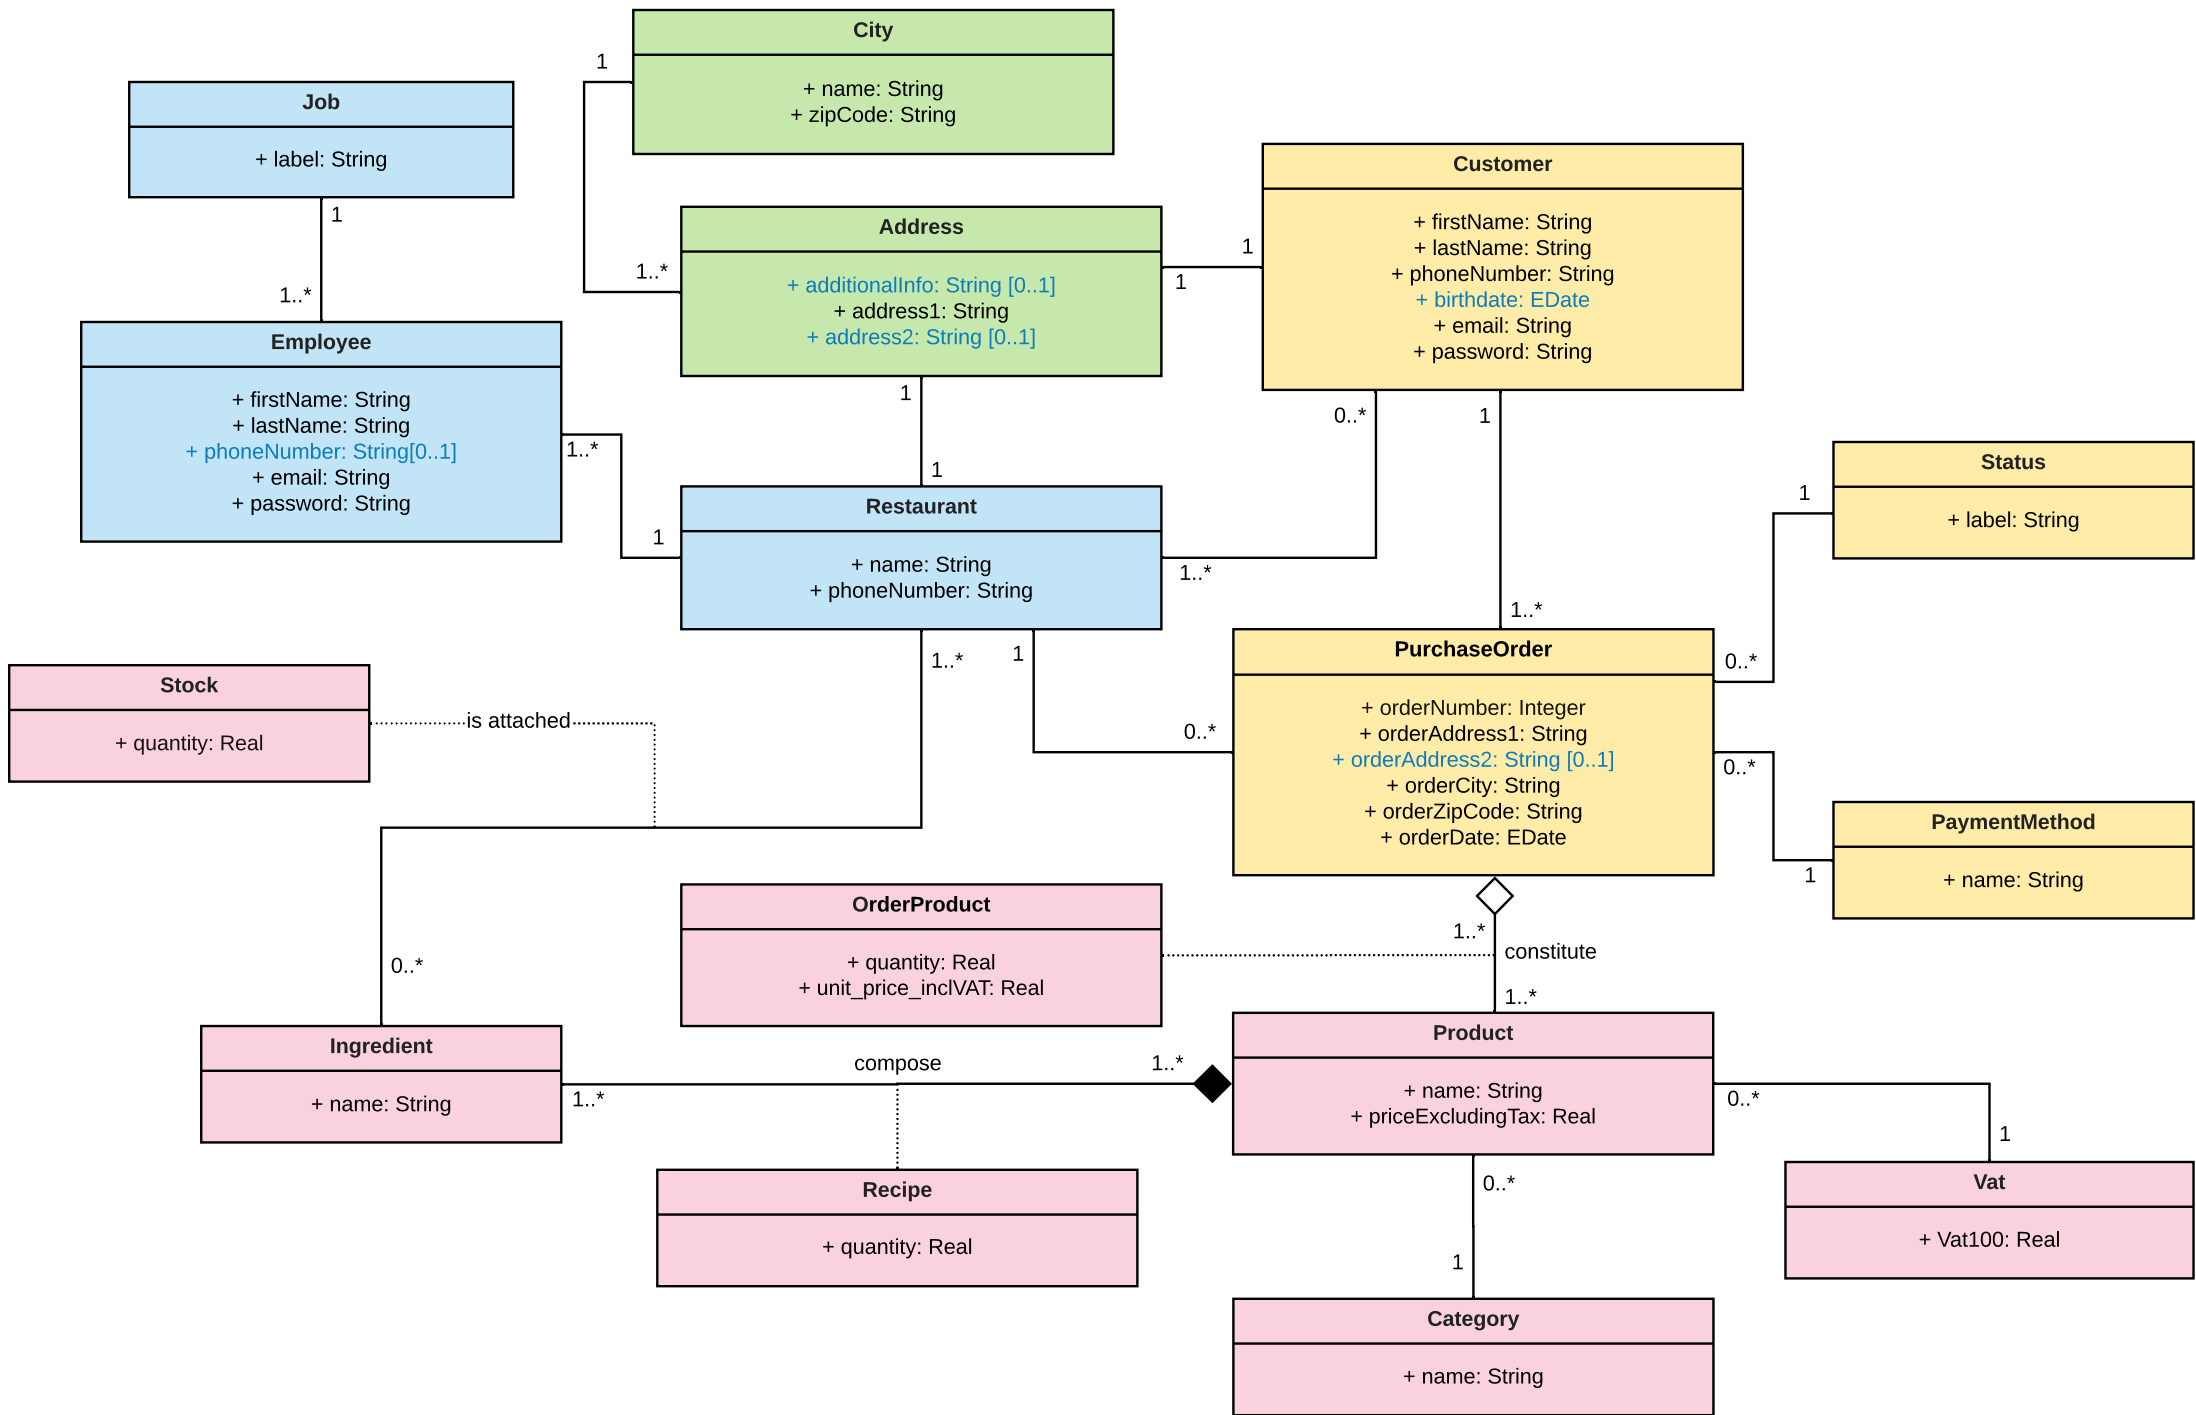 City
+ name: String
+ zipCode: String
1
1..*
Job
+ label: String
1
1..*
Employee
+ firstName: String
+ lastName: String
+ phoneNumber: String[0..1]
+ email: String
+ password: String
1..*
1
Address
+ additionalInfo: String [0..1]
+ address1: String
+ address2: String [0..1]
1
1
1
1
Customer
+ firstName: String
+ lastName: String
+ phoneNumber: String
+ birthdate: EDate
+ email: String
+ password: String
0..*
1..*
1
1..*
Restaurant
+ name: String
+ phoneNumber: String
1..*
0..*
1
0..*
Status
+ label: String
1
0..*
PurchaseOrder
+ orderNumber: Integer
+ orderAddress1: String
+ orderAddress2: String [0..1]
+ orderCity: String
+ orderZipCode: String
+ orderDate: EDate
0..*
1
PaymentMethod
+ name: String
Stock
+ quantity: Real
is attached
OrderProduct
+ quantity: Real
+ unit_price_inclVAT: Real
1..*
constitute
1..*
Ingredient
+ name: String
1..*
compose
1..*
Product
+ name: String
+ priceExcludingTax: Real
0..*
1
Vat
+ Vat100: Real
Recipe
+ quantity: Real
0..*
1
Category
+ name: String